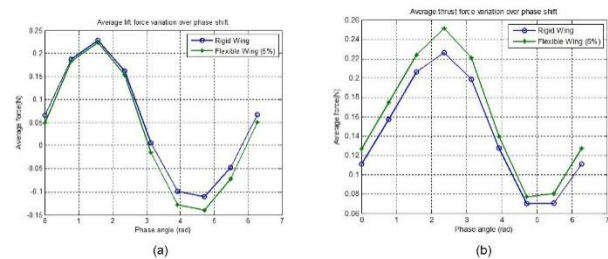 Average lift force variation over phase shift
0.25
0.2
0.15
0.1
0.05
0
-0.05
-0.1
-0.15
0 1 2 3 4 5 6 7
Average force(N)
Phase angle (rad)
Rigid Wing
Flexible Wing (5%)
(a)
Average thrust force variation over phase shift
0.26
0.24
0.22
0.2
0.18
0.16
0.14
0.12
0.1
0.08
0.06
0 1 2 3 4 5 6 7
Average force(N)
Phase angle (rad)
Rigid Wing
Flexible Wing (5%)
(b)